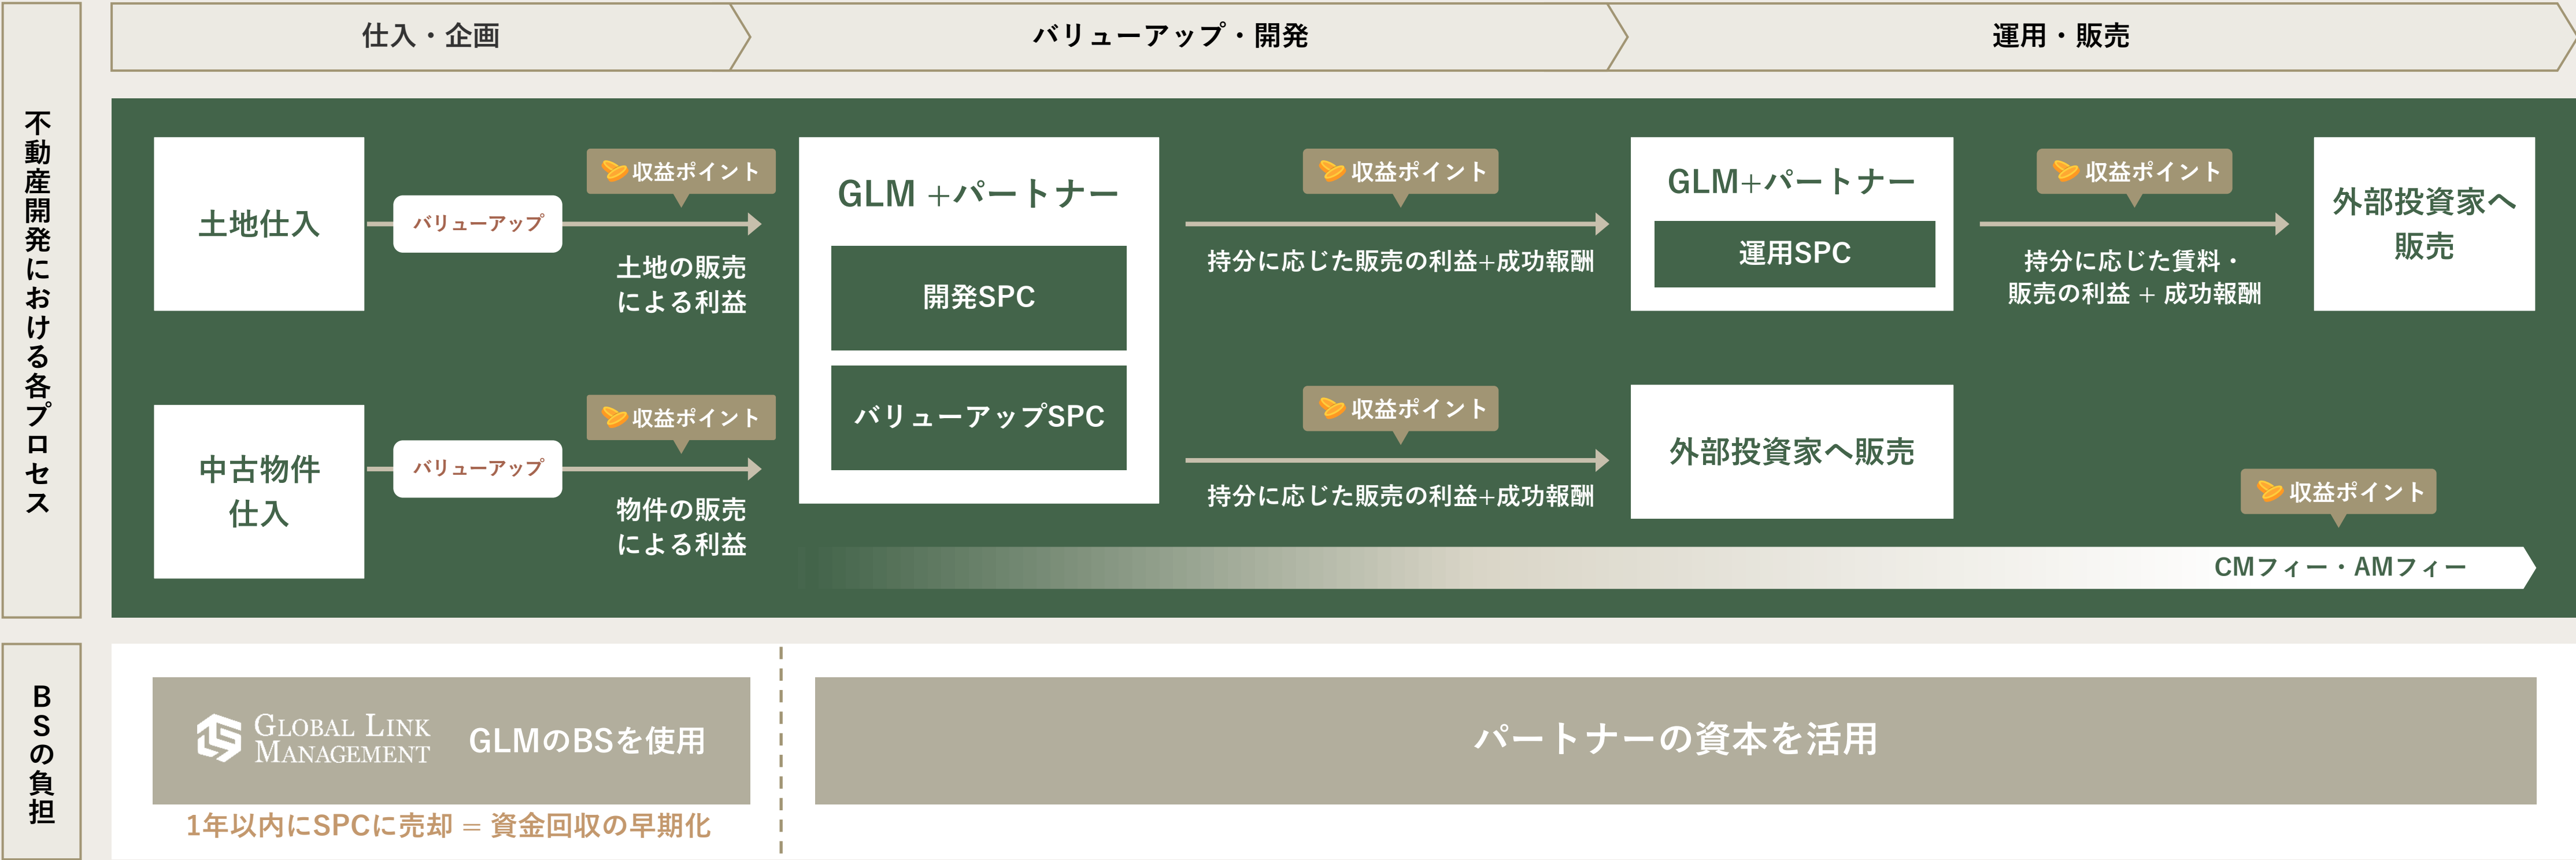 仕入・企画
バリューアップ・開発
運用・販売
不動産開発における各プロセス
土地仕入
バリューアップ
収益ポイント
土地の販売
による利益
中古物件
仕入
バリューアップ
収益ポイント
物件の販売
による利益
GLM +パートナー
開発SPC
バリューアップSPC
収益ポイント
持分に応じた販売の利益+成功報酬
収益ポイント
持分に応じた販売の利益+成功報酬
GLM+パートナー
運用SPC
外部投資家へ販売
収益ポイント
持分に応じた賃料・
販売の利益 + 成功報酬
外部投資家へ
販売
収益ポイント
CMフィー・AMフィー
BSの負担
GLOBAL LINK
MANAGEMENT
GLMのBSを使用
1年以内にSPCに売却 = 資金回収の早期化
パートナーの資本を活用